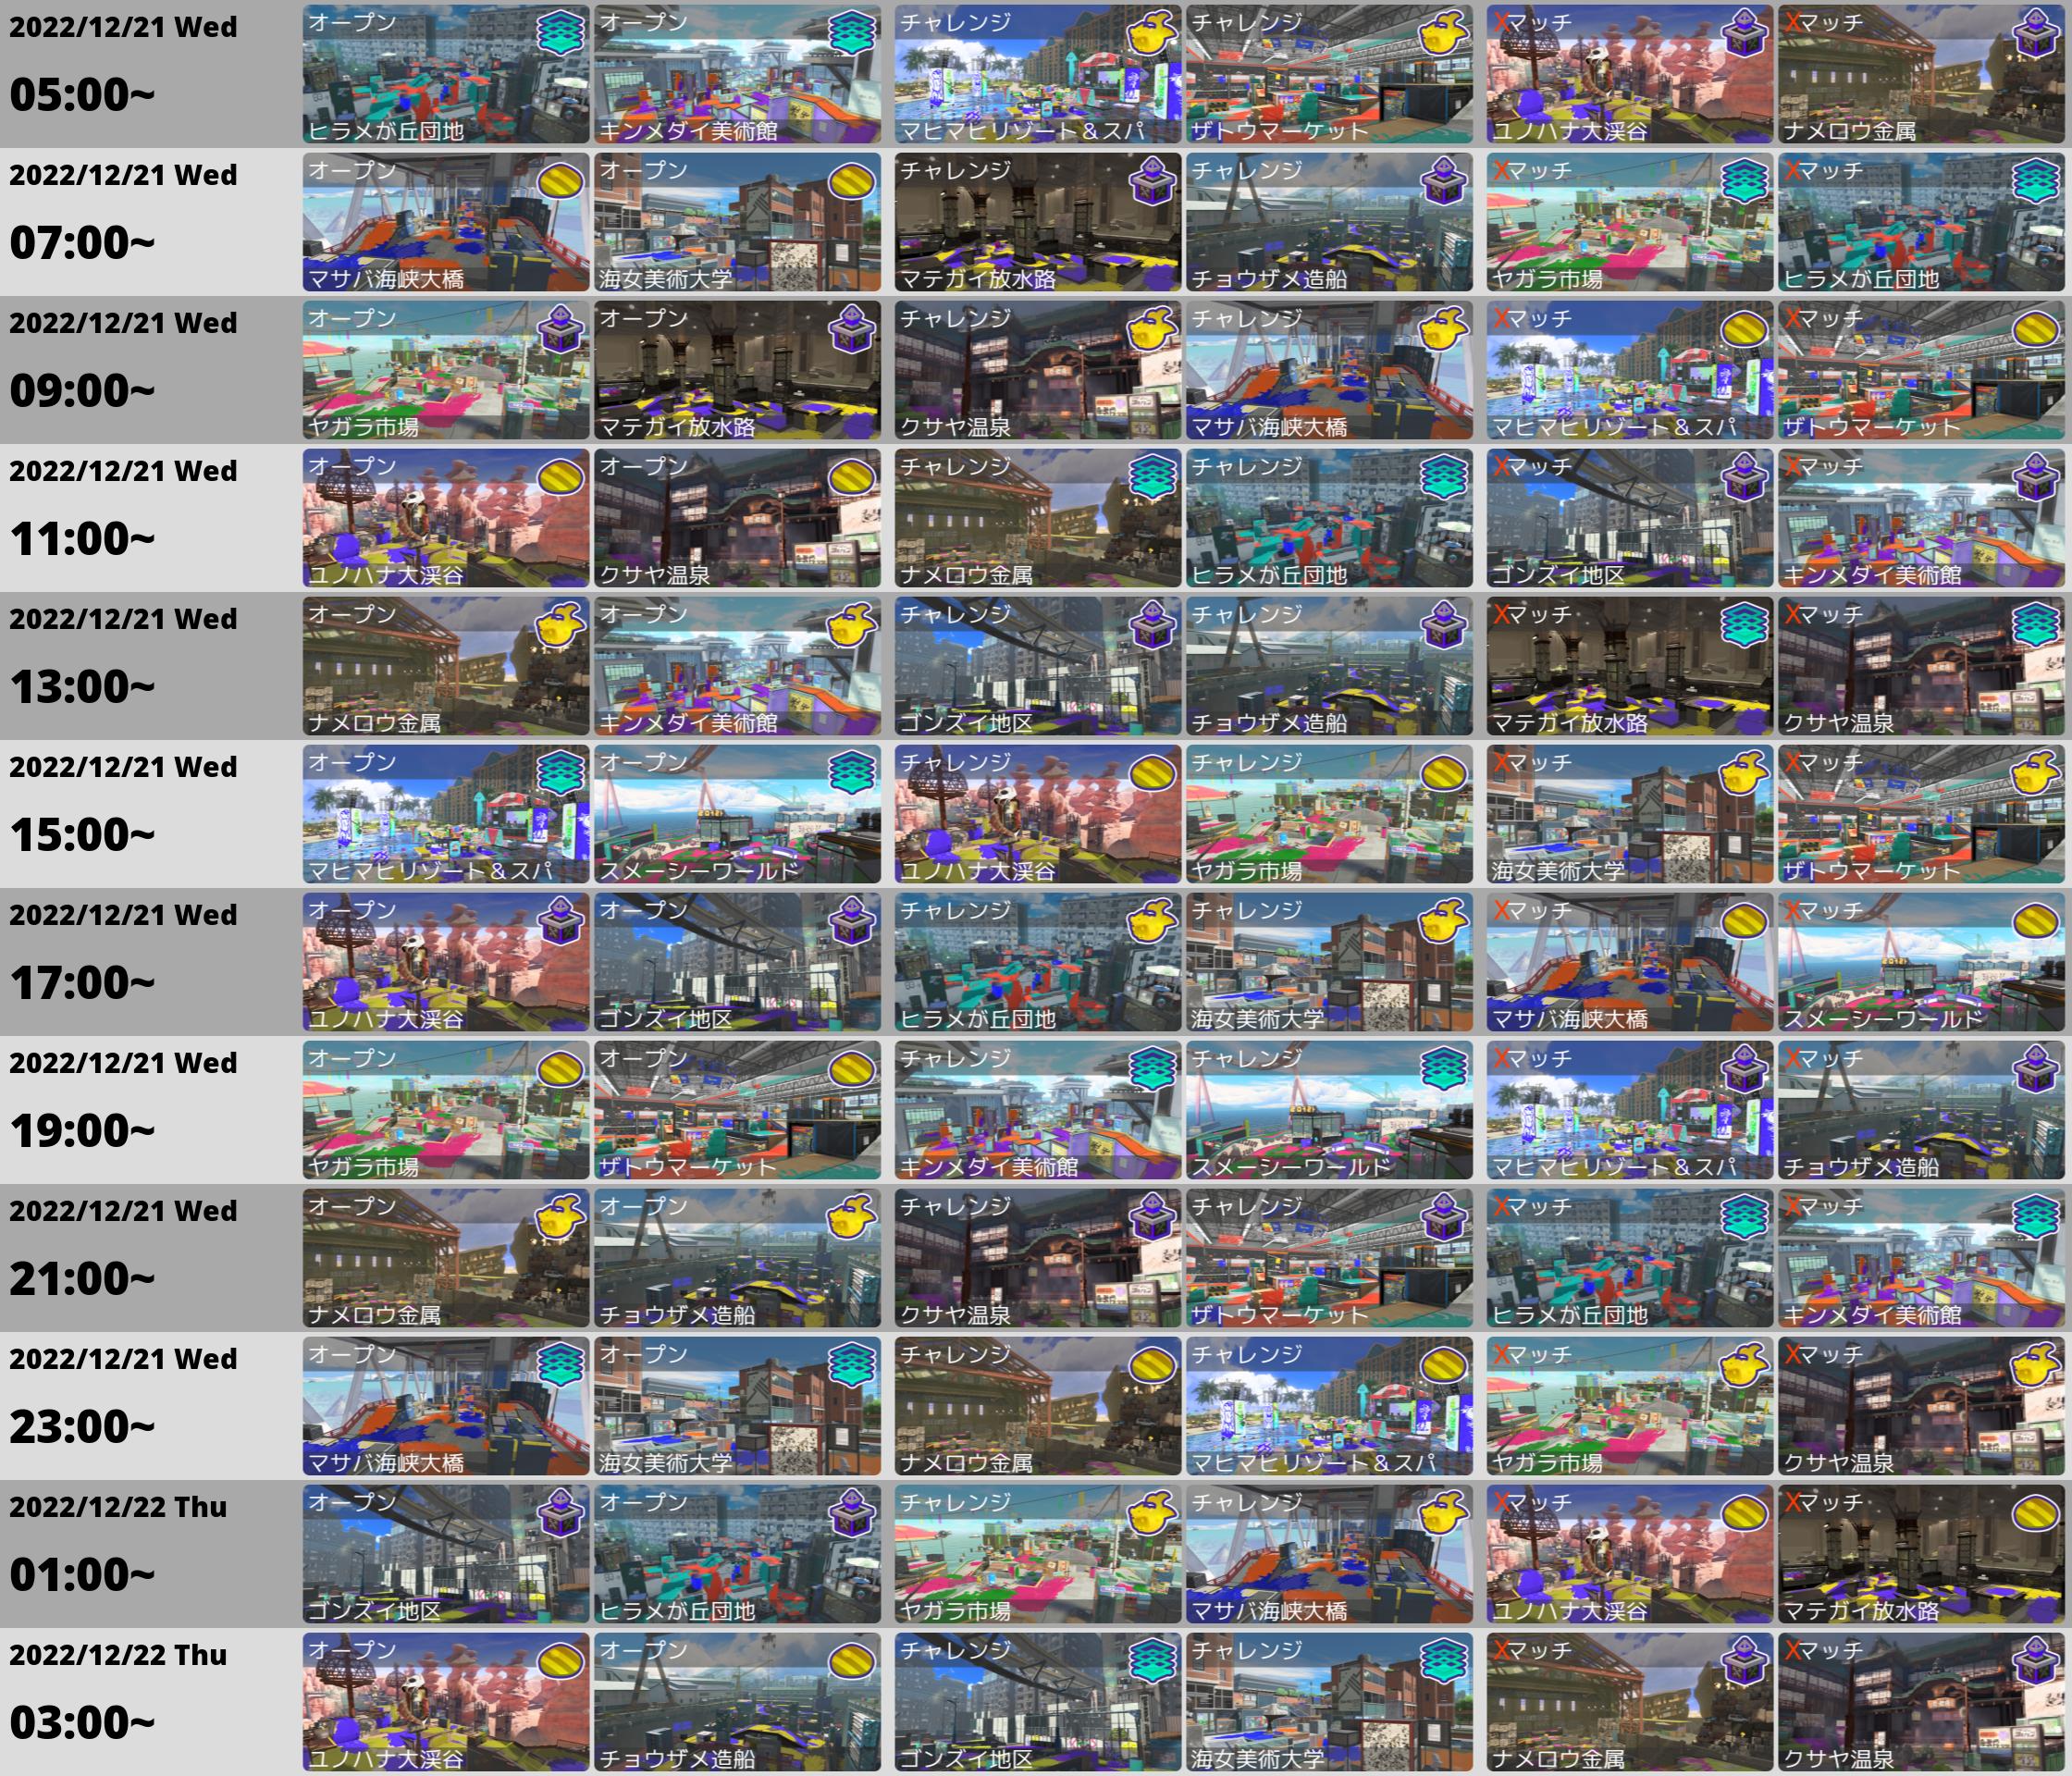 2022/12/21 Wed
05:00~
オープン オープン チャレンジ チャレンジ Xマッチ Xマッチ
ヒラメが丘団地 キンメダイ美術館 マヒマヒリゾート&スパ ザトウマーケット ユノハナ大渓谷 ナメロウ金属
2022/12/21 Wed
07:00~
オープン オープン チャレンジ チャレンジ Xマッチ Xマッチ
マサバ海峡大橋 海女美術大学 マテガイ放水路 チョウザメ造船 ヤガラ市場 ヒラメが丘団地
2022/12/21 Wed
09:00~
オープン オープン チャレンジ チャレンジ Xマッチ Xマッチ
ヤガラ市場 マテガイ放水路 クサヤ温泉 マサバ海峡大橋 マヒマヒリゾート&スパ ザトウマーケット
2022/12/21 Wed
11:00~
オープン オープン チャレンジ チャレンジ Xマッチ Xマッチ
ユノハナ大渓谷 クサヤ温泉 ナメロウ金属 ヒラメが丘団地 ゴンズイ地区 キンメダイ美術館
2022/12/21 Wed
13:00~
オープン オープン チャレンジ チャレンジ Xマッチ Xマッチ
ナメロウ金属 キンメダイ美術館 ゴンズイ地区 チョウザメ造船 マテガイ放水路 クサヤ温泉
2022/12/21 Wed
15:00~
オープン オープン チャレンジ チャレンジ Xマッチ Xマッチ
マヒマヒリゾート&スパ スメーシーワールド ユノハナ大渓谷 ヤガラ市場 海女美術大学 ザトウマーケット
2022/12/21 Wed
17:00~
オープン オープン チャレンジ チャレンジ Xマッチ Xマッチ
ユノハナ大渓谷 ゴンズイ地区 ヒラメが丘団地 海女美術大学 マサバ海峡大橋 スメーシーワールド
2022/12/21 Wed
19:00~
オープン オープン チャレンジ チャレンジ Xマッチ Xマッチ
ヤガラ市場 ザトウマーケット キンメダイ美術館 スメーシーワールド マヒマヒリゾート&スパ チョウザメ造船
2022/12/21 Wed
21:00~
オープン オープン チャレンジ チャレンジ Xマッチ Xマッチ
ナメロウ金属 チョウザメ造船 クサヤ温泉 ザトウマーケット ヒラメが丘団地 キンメダイ美術館
2022/12/21 Wed
23:00~
オープン オープン チャレンジ チャレンジ Xマッチ Xマッチ
マサバ海峡大橋 海女美術大学 ナメロウ金属 マヒマヒリゾート&スパ ヤガラ市場 クサヤ温泉
2022/12/22 Thu
01:00~
オープン オープン チャレンジ チャレンジ Xマッチ Xマッチ
ゴンズイ地区 ヒラメが丘団地 ヤガラ市場 マサバ海峡大橋 ユノハナ大渓谷 マテガイ放水路
2022/12/22 Thu
03:00~
オープン オープン チャレンジ チャレンジ Xマッチ Xマッチ
ユノハナ大渓谷 チョウザメ造船 ゴンズイ地区 海女美術大学 ナメロウ金属 クサヤ温泉